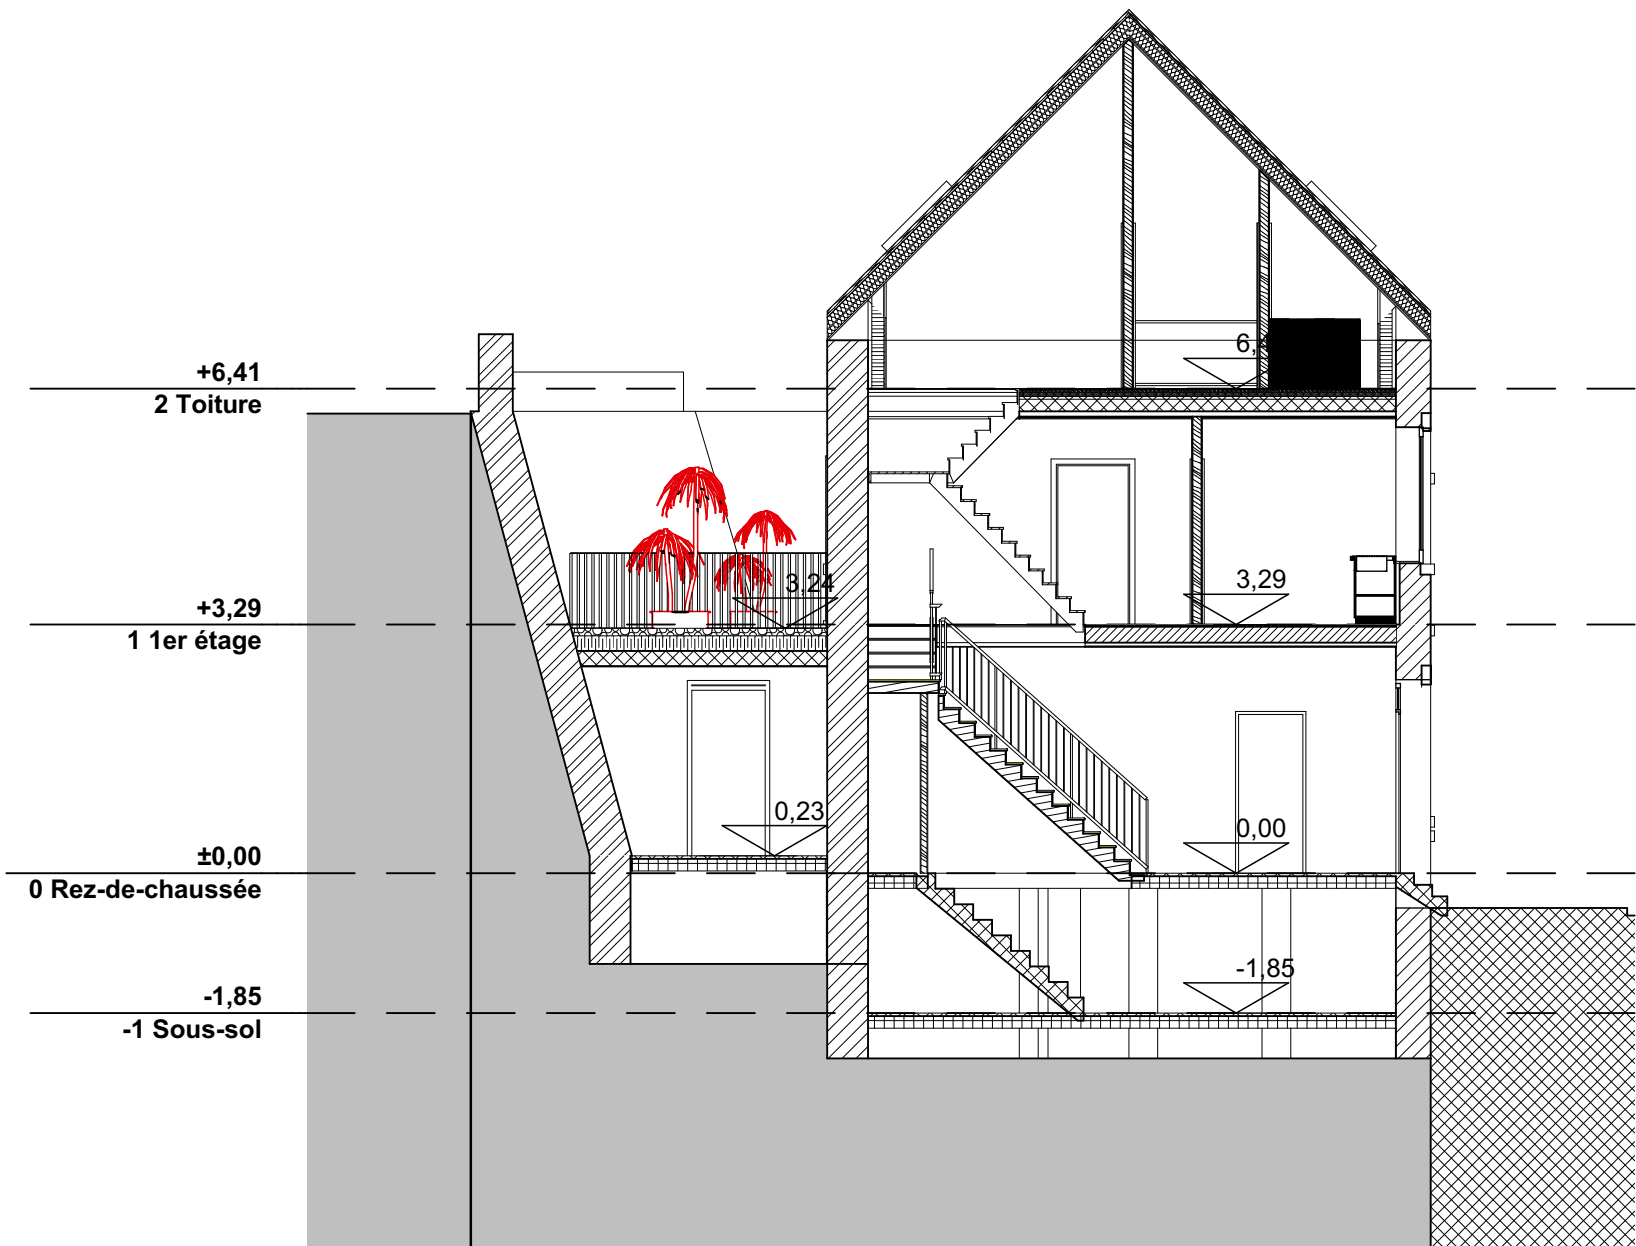 +6,41
2 Toiture
3,24
3,29
+3,29
1 1er étage
0,23
0,00
±0,00
0 Rez-de-chaussée
-1,85
-1,85
-1 Sous-sol